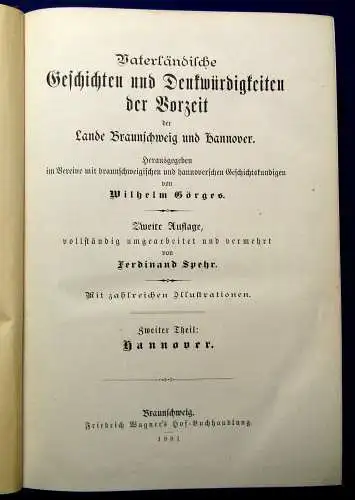 Vaterländische
Geschichten und Denkwürdigkeiten
der Vorzeit
der
Lande Braunschweig und Hannover.
Herausgegeben
im Vereine mit braunschweigischen und hannoverschen Geschichtskundigen
von
Wilhelm Görges.
Zweite Auflage,
vollständig umgearbeitet und vermehrt
von
Ferdinand Spehr.
Mit zahlreichen Illustrationen.
Zweiter Theil:
Hannover.
Braunschweig.
Friedrich Wagner's Hof-Buchhandlung.
1881